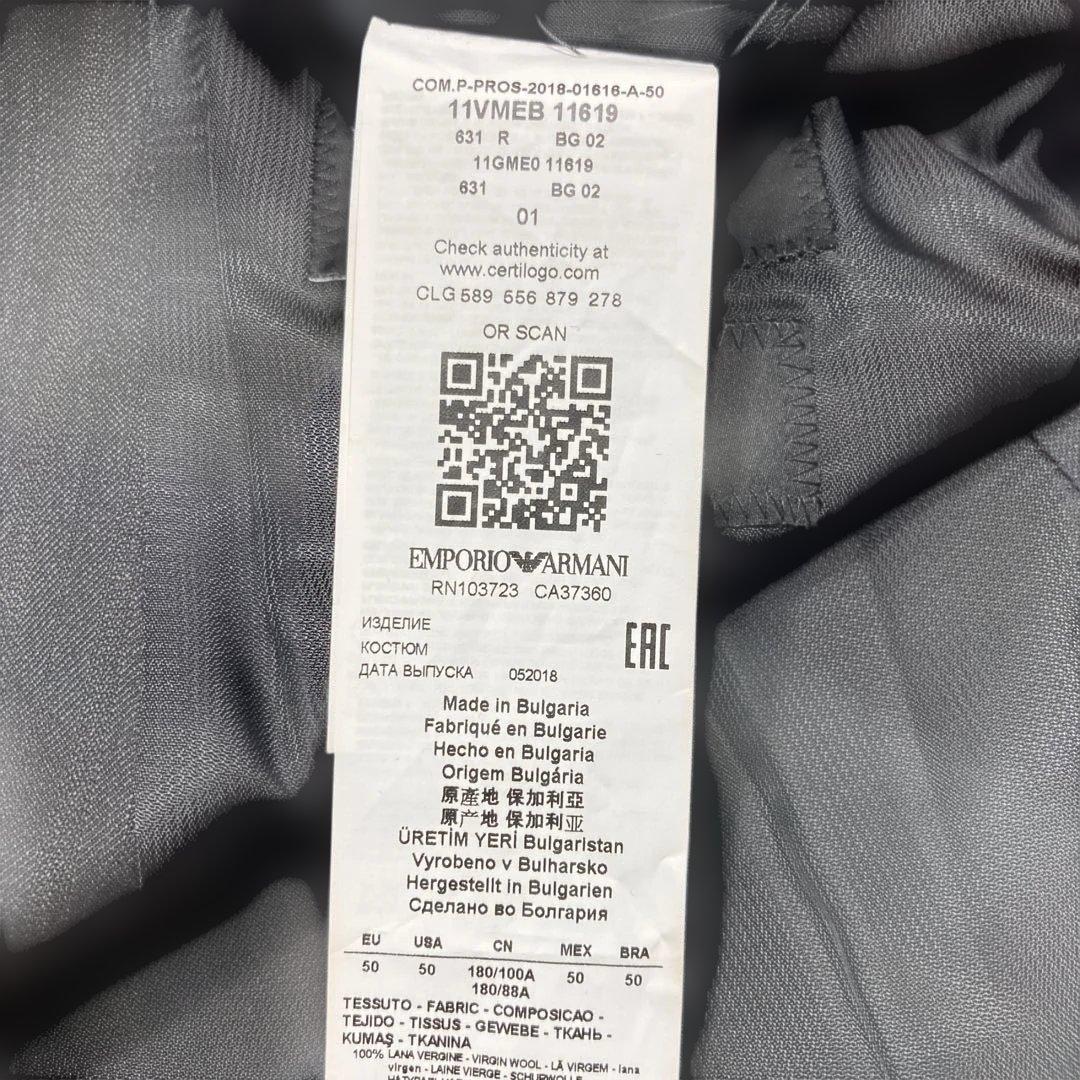 COM.P-PROS-2018-01616-A-50
11VMEB 11619
631 R BG 02
11GME0 11619
631 BG 02
01
Check authenticity at
www.certilogo.com
CLG 589 656 879 278
OR SCAN
EMPORIO ARMANI
RN103723 CA37360
ИЗДЕЛИЕ
КОСТЮМ
ДАТА ВЫПУСКА 052018
EAC
Made in Bulgaria
Fabriqué en Bulgarie
Hecho en Bulgaria
Origem Bulgária
原產地 保加利亞
原产地 保加利亚
ÜRETİM YERİ Bulgaristan
Vyrobeno v Bulharsko
Hergestellt in Bulgarien
Сделано во Болгария
EU USA CN MEX BRA
50 50 180/100A 50 50
180/88A
TESSUTO - FABRIC - COMPOSICAO -
TEJIDO - TISSUS - GEWEBE - ТКАНЬ -
KUMAŞ - TKANINA
100% LANA VERGINE - VIRGIN WOOL - LÃ VIRGEM - lana
virgen - LAINE VIERGE - SCHURWOLLE